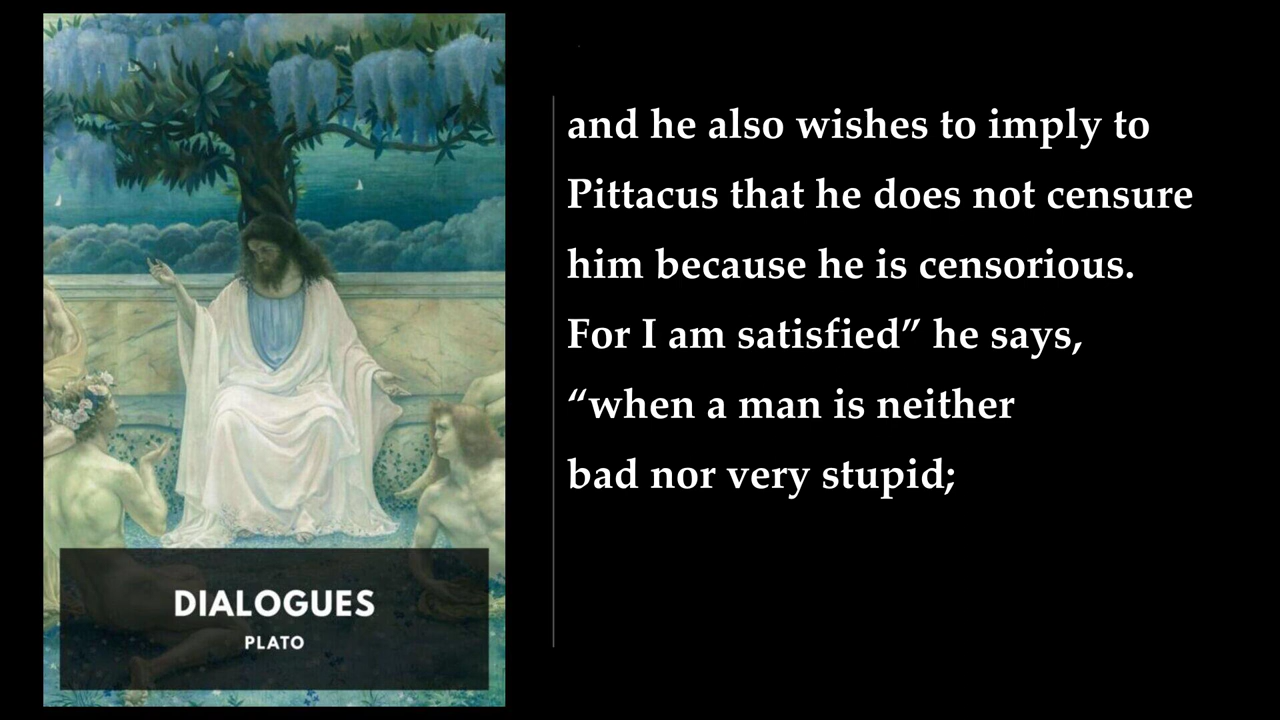 DIALOGUES
PLATO
and he also wishes to imply to
Pittacus that he does not censure
him because he is censorious.
For I am satisfied” he says,
“when a man is neither
bad nor very stupid;